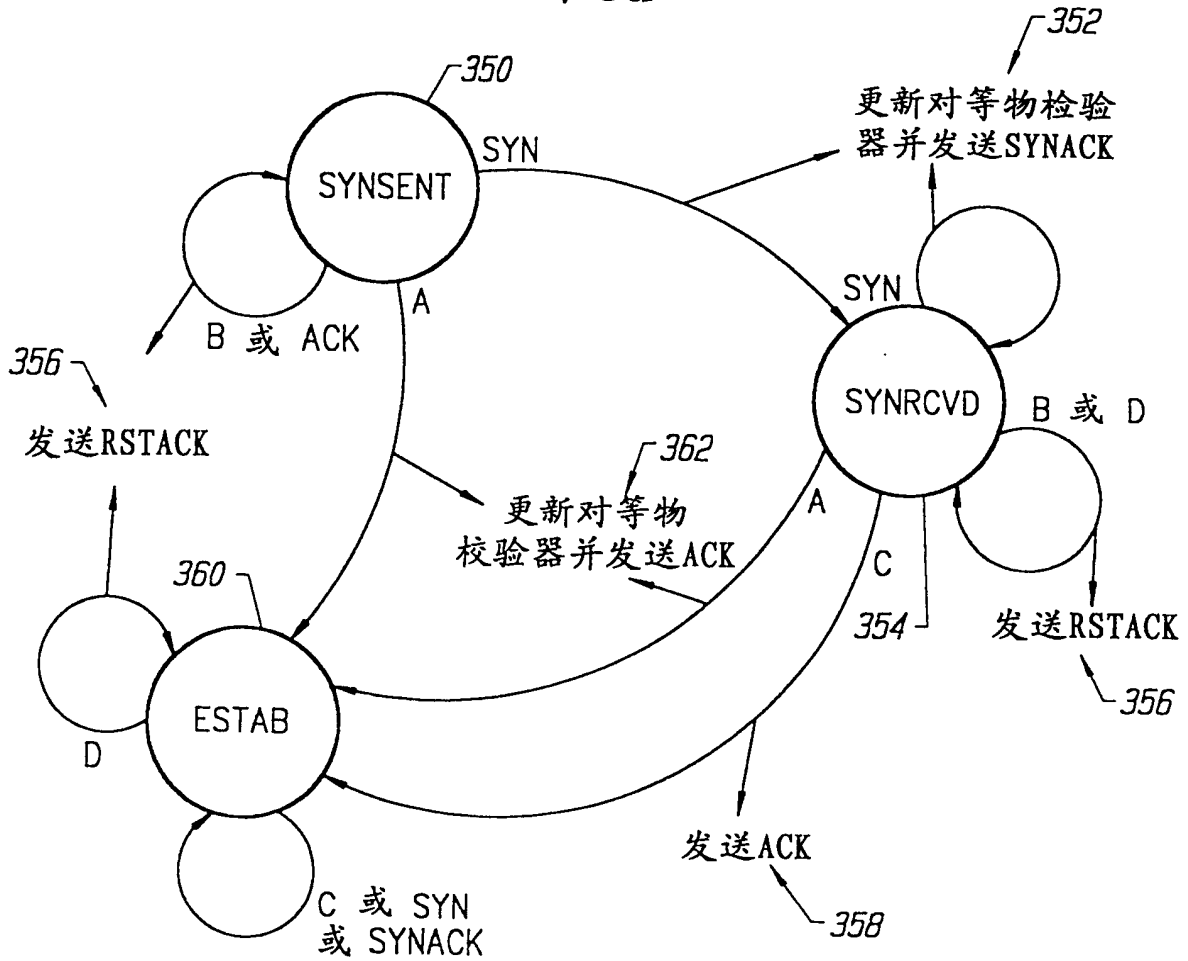 352
350
更新对等物检验
器并发送SYNACK
SYN
SYNSENT
SYN
A
B 或 ACK
356
发送RSTACK
SYNRCVD
B 或 D
362
更新对等物
校验器并发送ACK
A
C
360
354
发送RSTACK
356
ESTAB
D
发送ACK
358
C 或 SYN
或 SYNACK